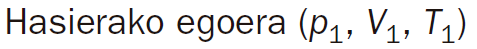 Hasierako egoera (p₁, V₁, T₁)